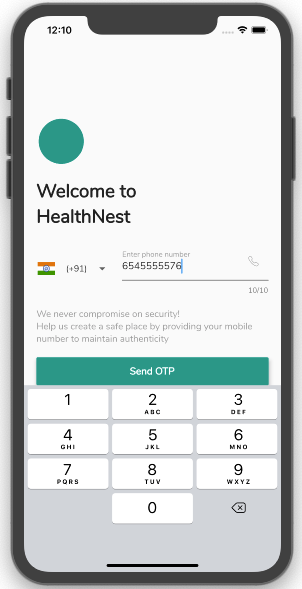 12:10
Welcome to
HealthNest
Enter phone number
(+91) 6545555576
10/10
We never compromise on security!
Help us create a safe place by providing your mobile
number to maintain authenticity
Send OTP
1 2 3
ABC DEF
4 5 6
GHI JKL MNO
7 8 9
PQRS TUV WXYZ
0